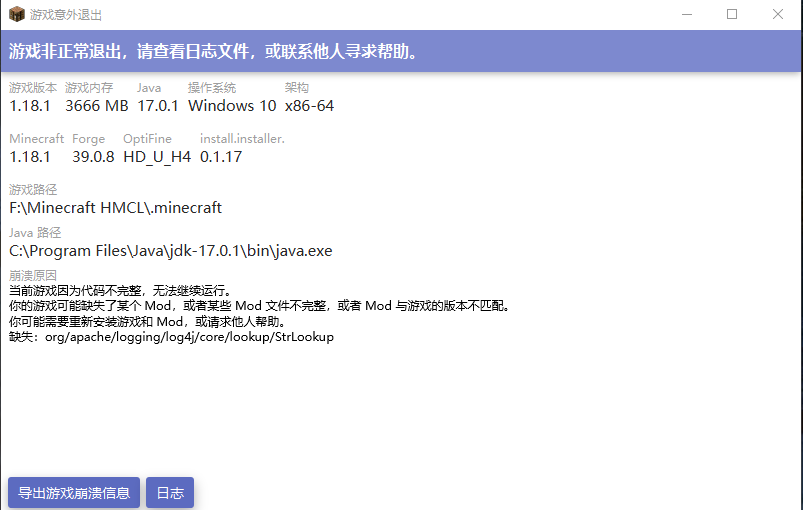 游戏意外退出
游戏非正常退出，请查看日志文件，或联系他人寻求帮助。
游戏版本 游戏内存 Java 操作系统 架构
1.18.1 3666 MB 17.0.1 Windows 10 x86-64
Minecraft Forge OptiFine install.installer.
1.18.1 39.0.8 HD_U_H4 0.1.17
游戏路径
F:\Minecraft HMCL\.minecraft
Java 路径
C:\Program Files\Java\jdk-17.0.1\bin\java.exe
崩溃原因
当前游戏因为代码不完整，无法继续运行。
你的游戏可能缺失了某个 Mod，或者某些 Mod 文件不完整，或者 Mod 与游戏的版本不匹配。
你可能需要重新安装游戏和 Mod，或请求他人帮助。
缺失：org/apache/logging/log4j/core/lookup/StrLookup
导出游戏崩溃信息 日志